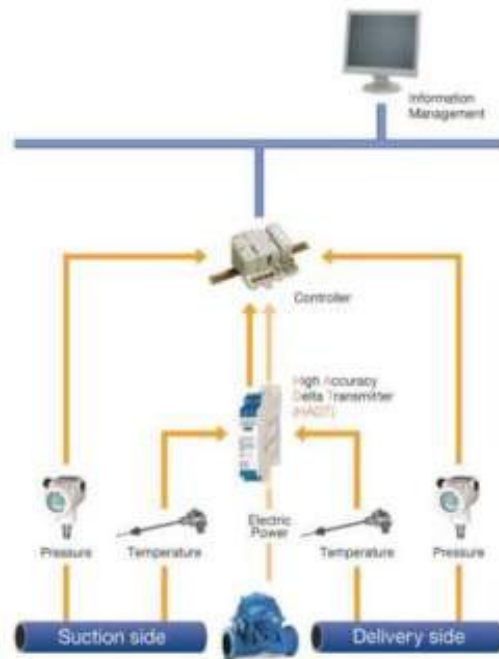 Information
Management
Controller
High Accuracy
Delta Transmitter
(HADT)
Electric
Power
Pressure
Temperature
Temperature
Pressure
Suction side
Delivery side